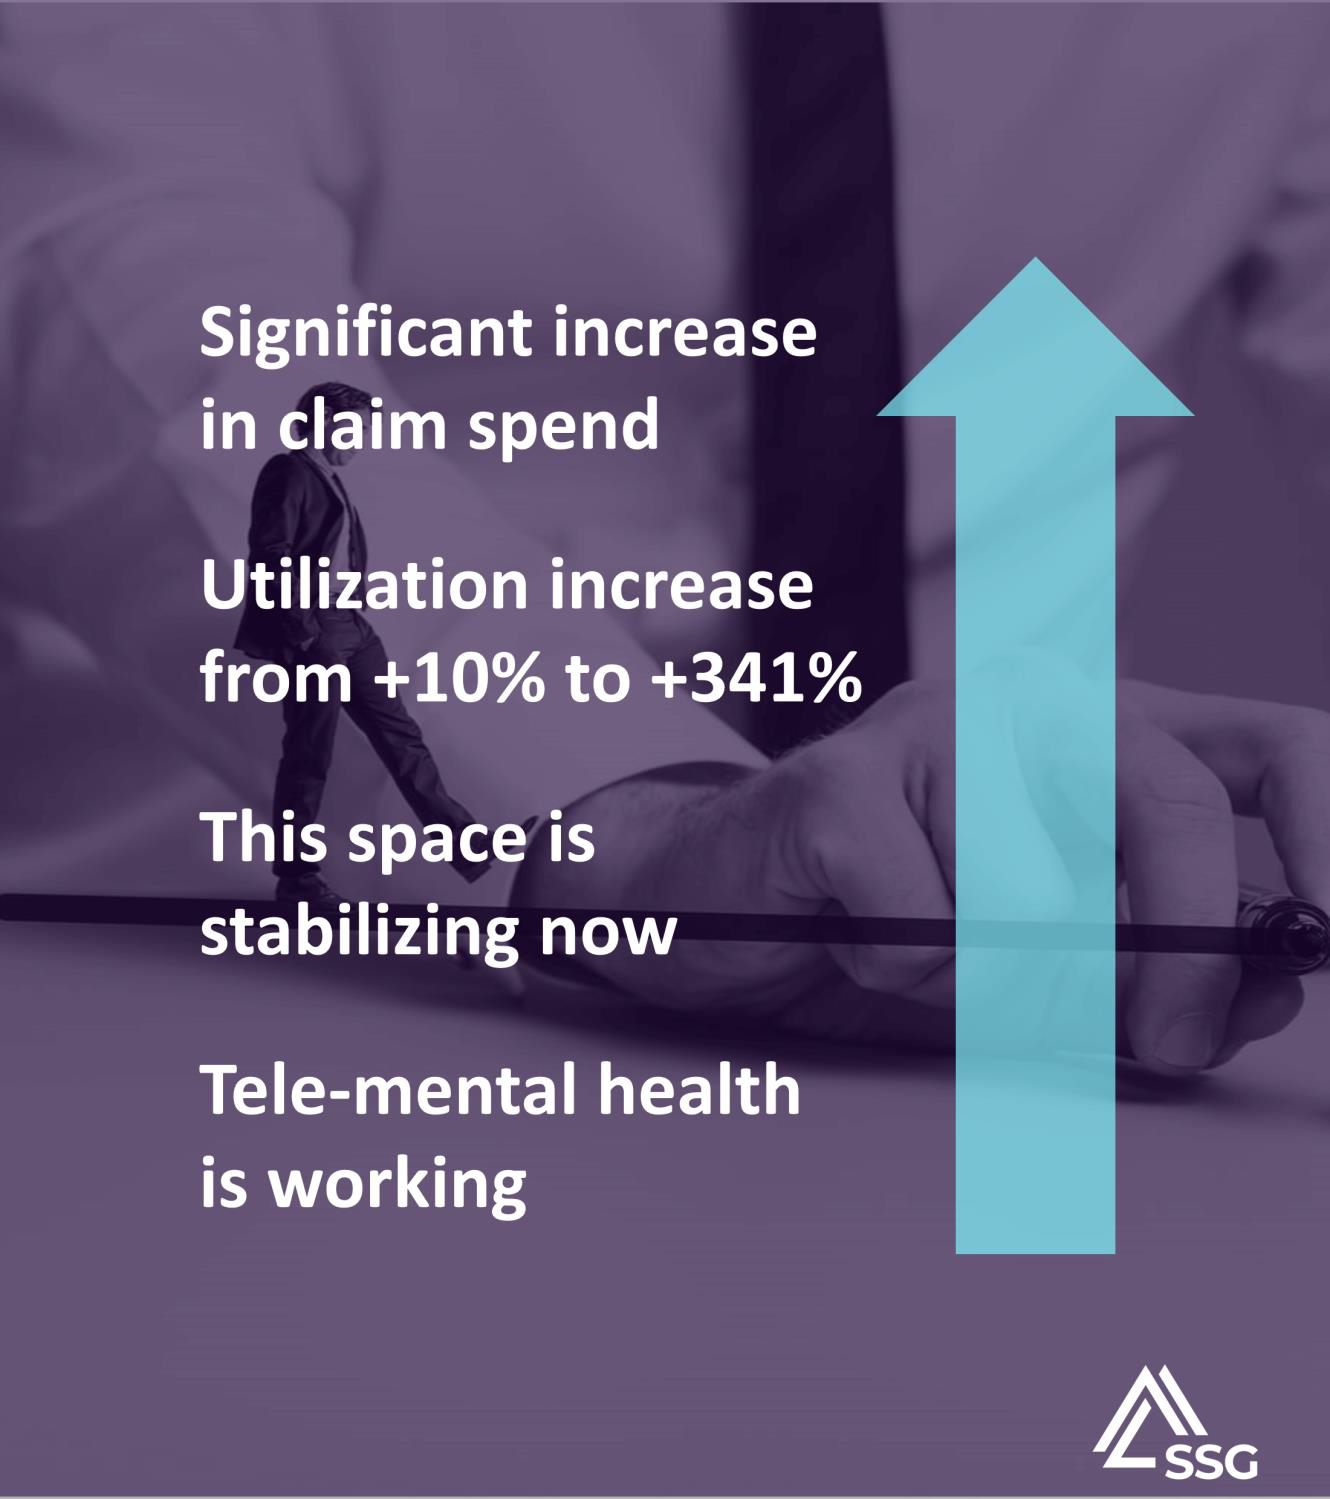 Significant increase
in claim spend
Utilization increase
from +10% to +341%
This space is
stabilizing now
Tele-mental health
is working
SSG